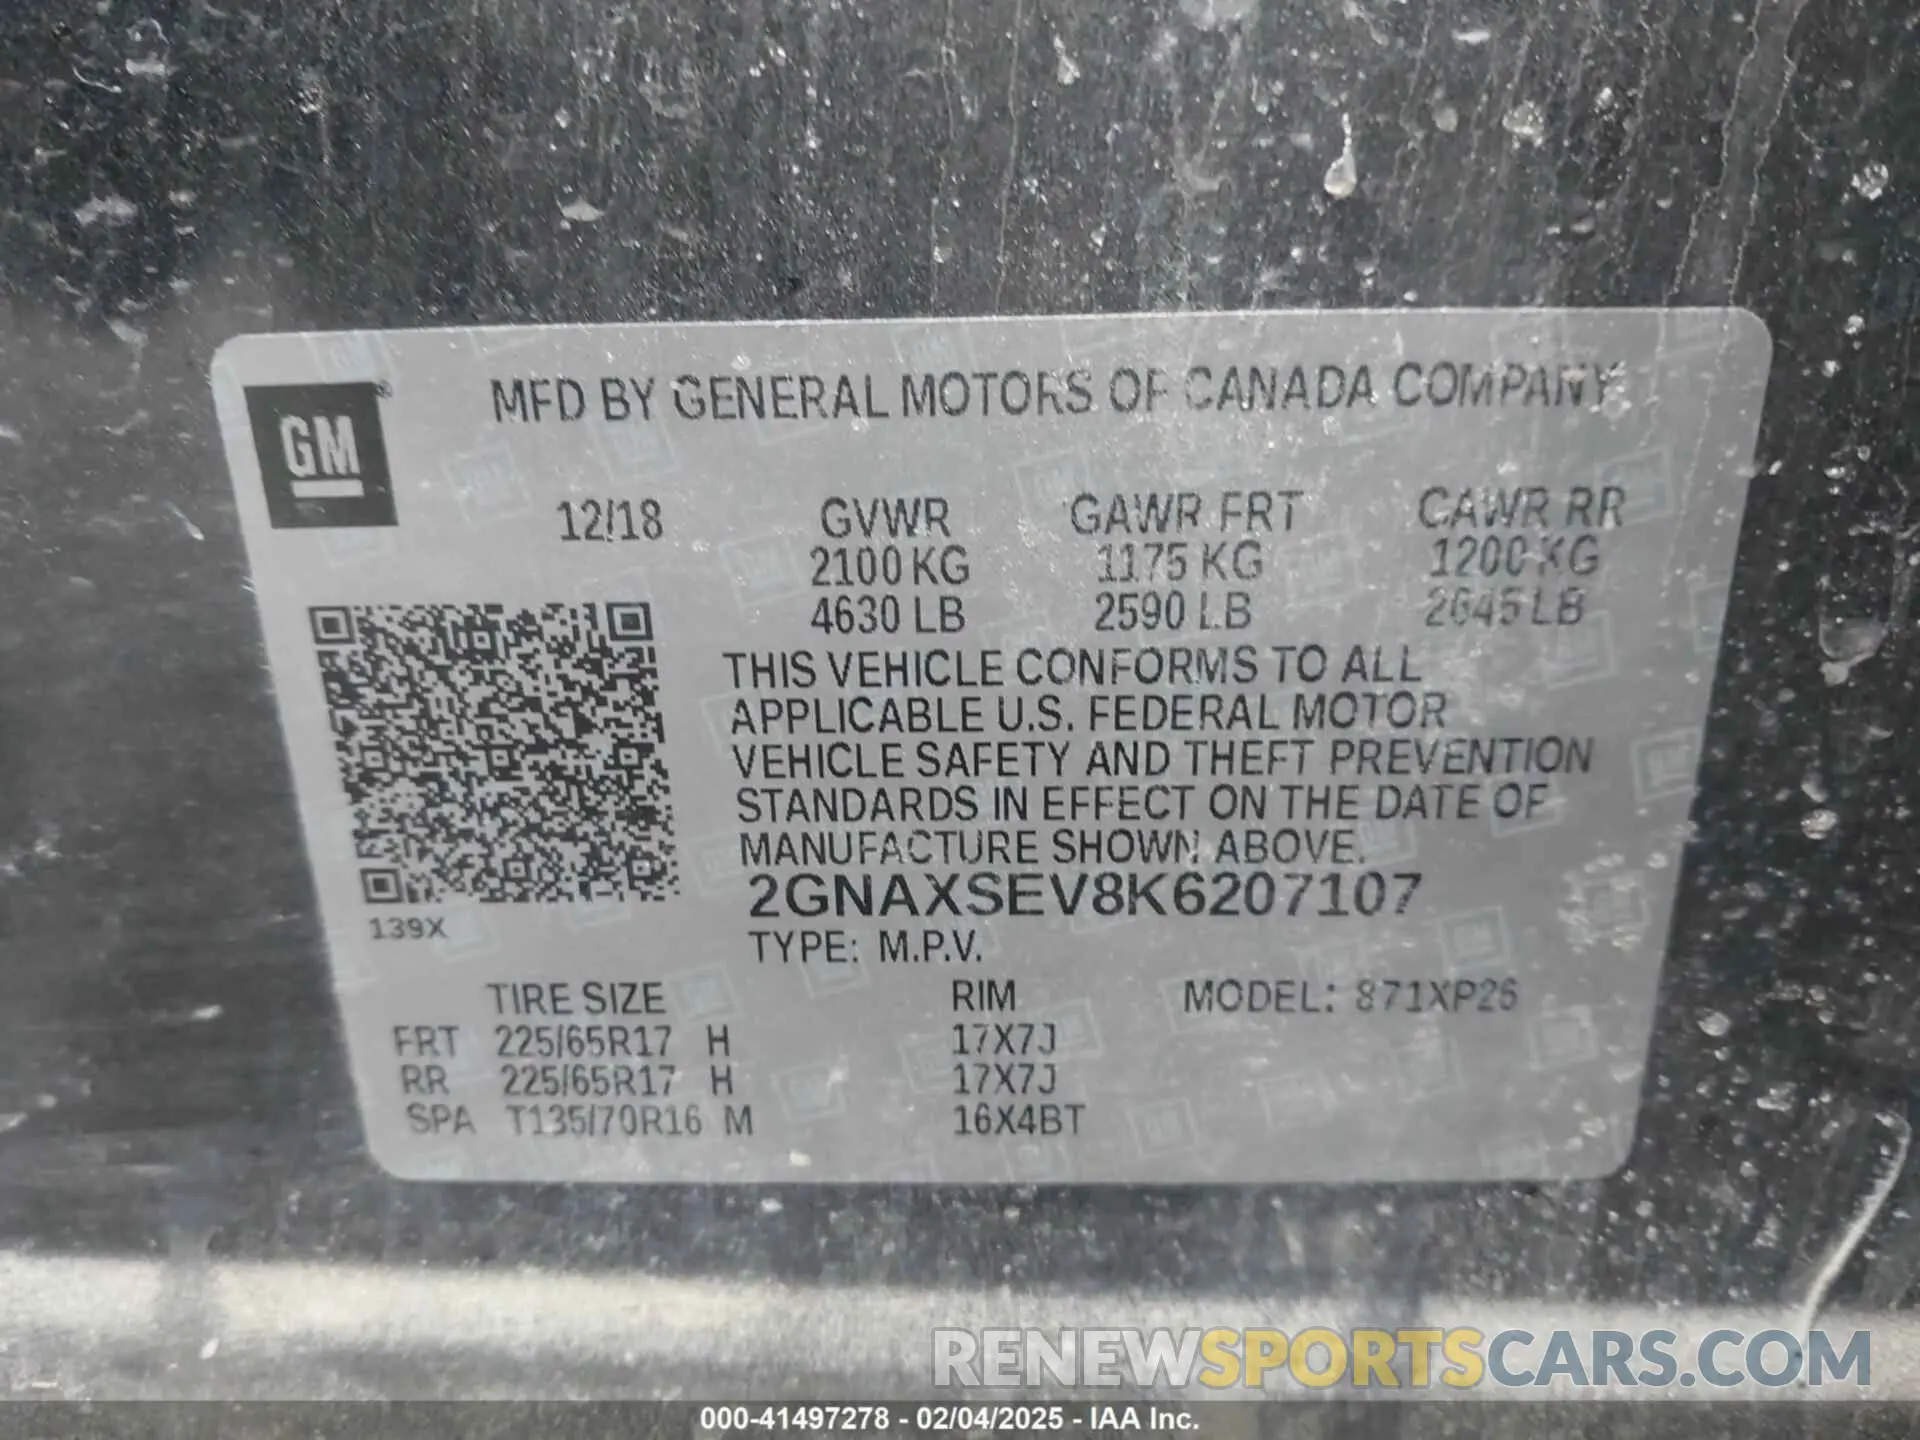 GM ®
MFD BY GENERAL MOTORS OF CANADA COMPANY
12/18 GVWR GAWR FRT GAWR RR
2100 KG 1175 KG 1200 KG
4630 LB 2590 LB 2645 LB
THIS VEHICLE CONFORMS TO ALL
APPLICABLE U.S. FEDERAL MOTOR
VEHICLE SAFETY AND THEFT PREVENTION
STANDARDS IN EFFECT ON THE DATE OF
MANUFACTURE SHOWN ABOVE.
2GNAXSEV8K6207107
139X
TYPE: M.P.V.
TIRE SIZE RIM MODEL: 871XP26
FRT 225/65R17 H 17X7J
RR 225/65R17 H 17X7J
SPA T135/70R16 M 16X4BT
RENEWSPORTSCARS.COM
000-41497278 - 02/04/2025 - IAA Inc.